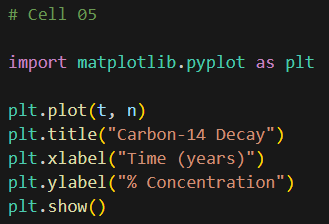 # Cell 05
import matplotlib.pyplot as plt
plt.plot(t, n)
plt.title("Carbon-14 Decay")
plt.xlabel("Time (years)")
plt.ylabel("% Concentration")
plt.show()